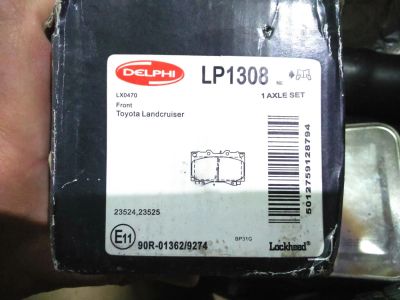 DELPHI
LP1308
LX0470
1 AXLE SET
Front
Toyota Landcruiser
23524,23525
5012759128794
E11
90R-01362/9274
BP31G
Lockheed